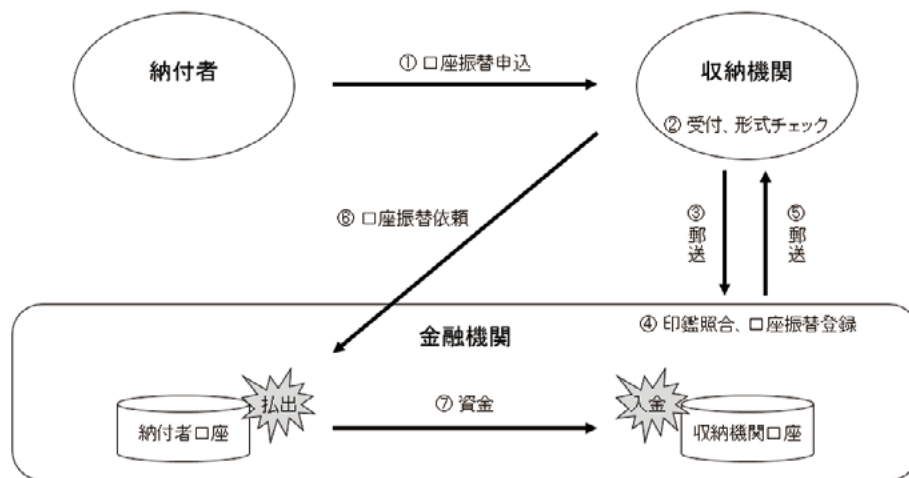 納付者
① 口座振替申込
収納機関
② 受付、形式チェック
⑥ 口座振替依頼
③ 郵送
⑤ 郵送
④ 印鑑照合、口座振替登録
金融機関
払出
⑦ 資金
入金
納付者口座
収納機関口座